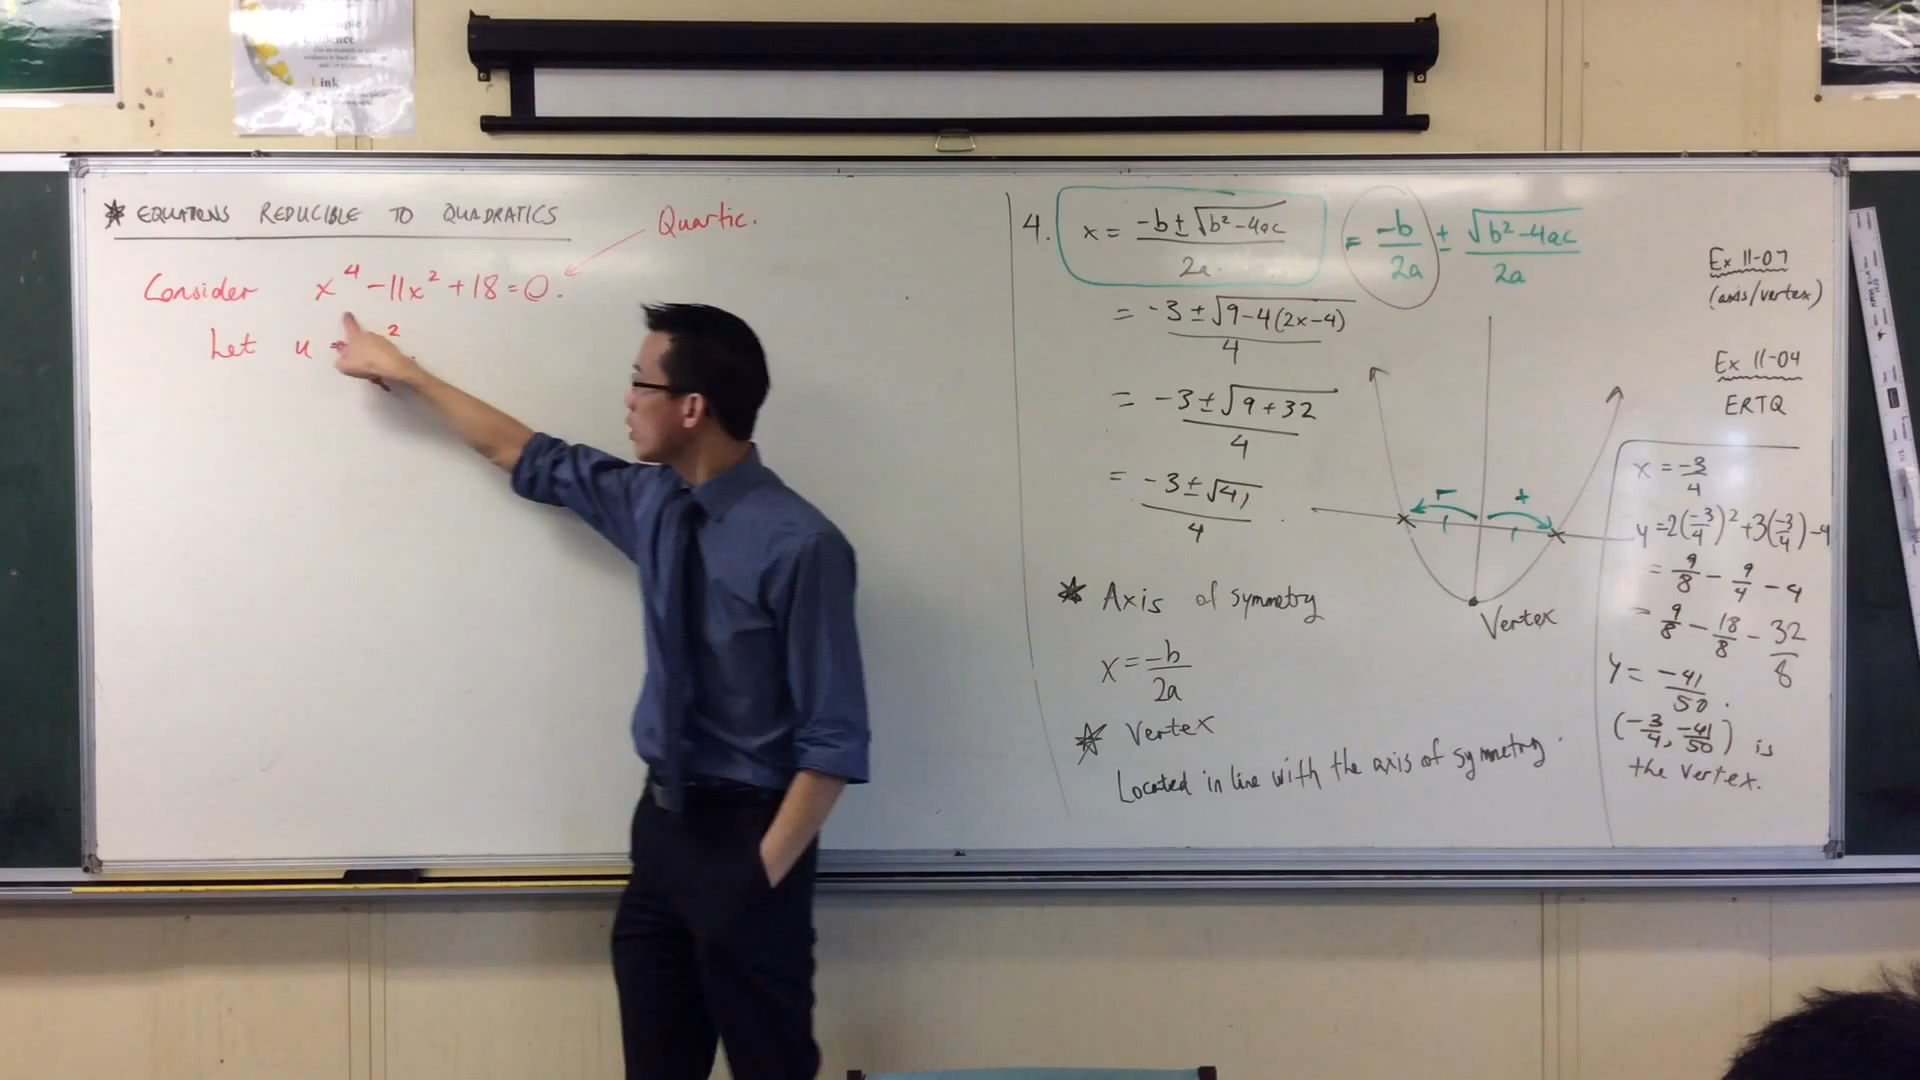 ★ EQUATIONS REDUCIBLE TO QUADRATICS
Quartic.
Consider x⁴ - 11x² + 18 = 0.
Let u = ²
4. x = (-b ± √(b² - 4ac)) / 2a = -b/2a ± √(b² - 4ac) / 2a
= (-3 ± √(9 - 4(2x-4))) / 4
= (-3 ± √(9 + 32)) / 4
= (-3 ± √41) / 4
- +
Vertex
★ Axis of symmetry
x = -b/2a
★ Vertex
Located in line with the axis of symmetry.
Ex 11-07
(axis/vertex)
Ex 11-04
ERTQ
x = -3/4
y = 2(-3/4)² + 3(-3/4) - 4
= 9/8 - 9/4 - 4
= 9/8 - 18/8 - 32/8
y = -41/50.
(-3/4, -41/50) is
the vertex.
Link